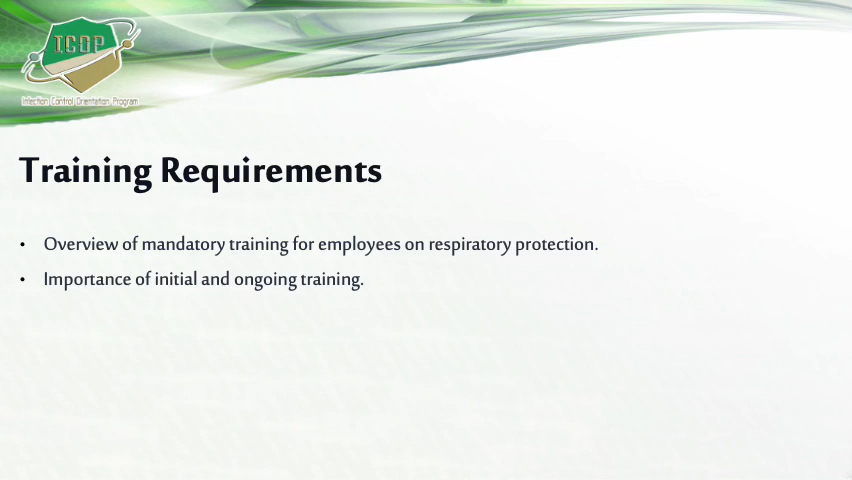 ICOP
Infection Control Orientation Program
Training Requirements
• Overview of mandatory training for employees on respiratory protection.
• Importance of initial and ongoing training.